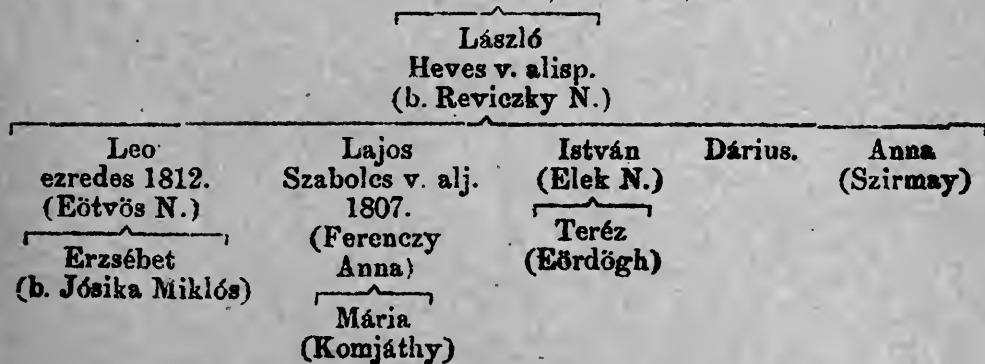 László
Heves v. alisp.
(b. Reviczky N.)
Leo
ezredes 1812.
(Eötvös N.)
Erzsébet
(b. Jósika Miklós)
Lajos
Szabolcs v. alj.
1807.
(Ferenczy
Anna)
Mária
(Komjáthy)
István
(Elek N.)
Teréz
(Eördögh)
Dárius.
Anna
(Szirmay)